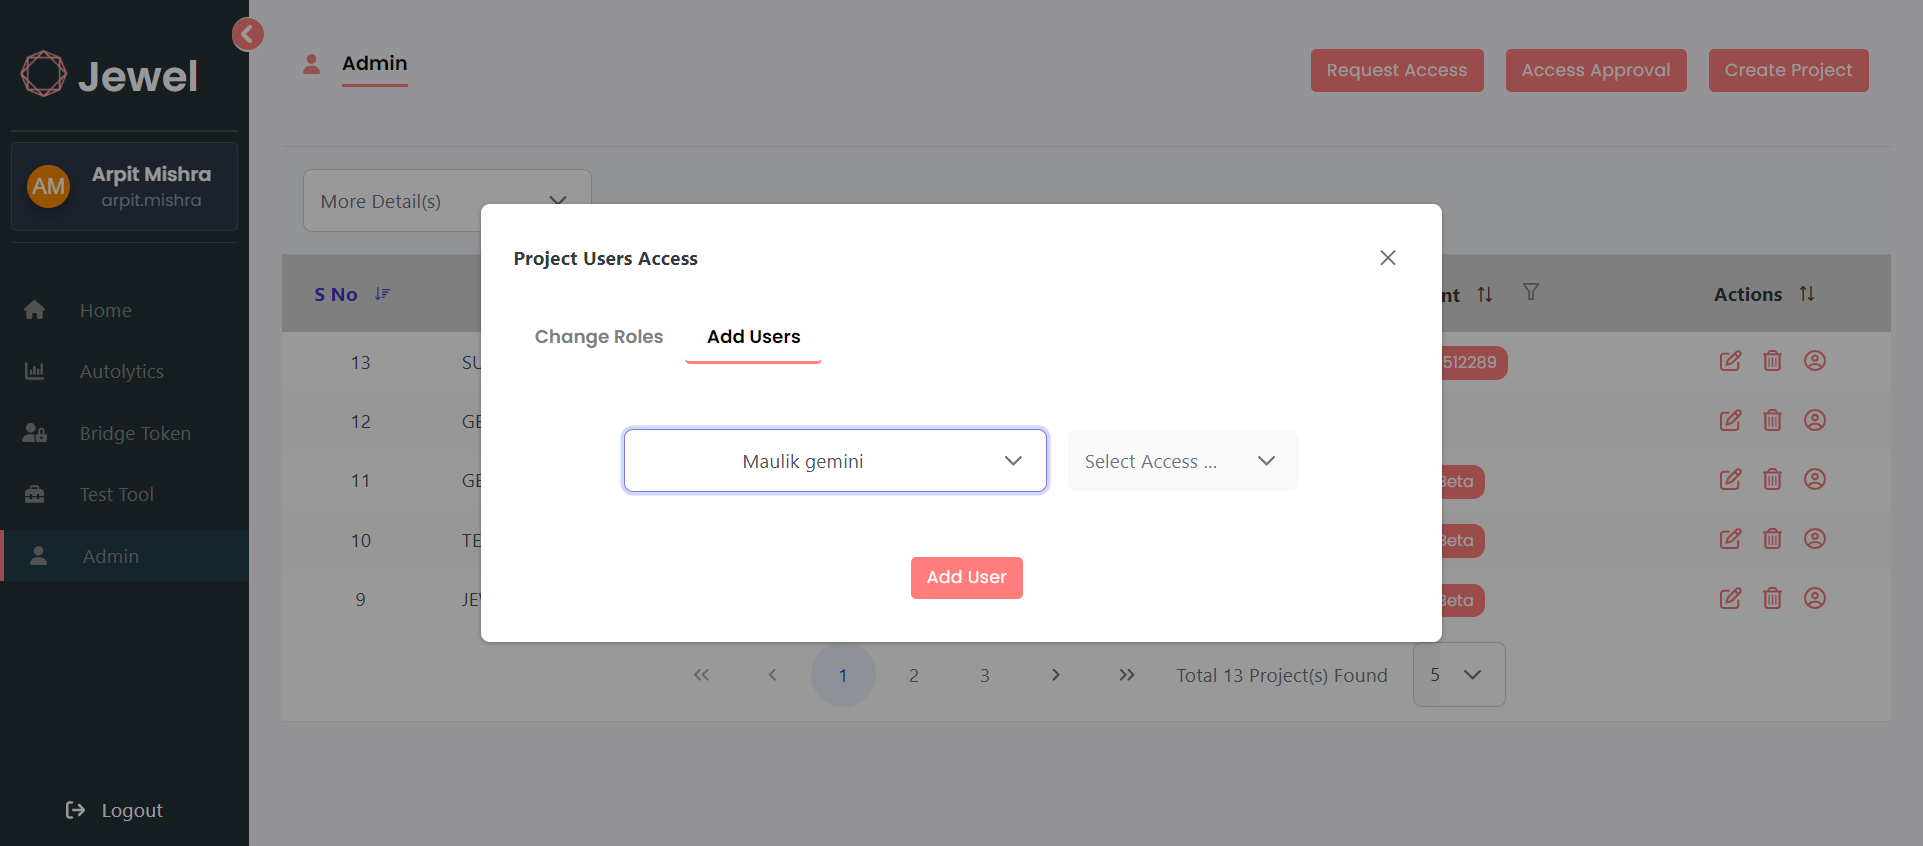 Jewel
AM
Arpit Mishra
arpit.mishra
Home
Autolytics
Bridge Token
Test Tool
Admin
Logout
Admin
Request Access
Access Approval
Create Project
More Detail(s)
S No
nt
Actions
13
SU
512289
12
GE
11
GE
Beta
10
TE
Beta
9
JE
Beta
Project Users Access
Change Roles
Add Users
Maulik gemini
Select Access ...
Add User
1
2
3
Total 13 Project(s) Found
5